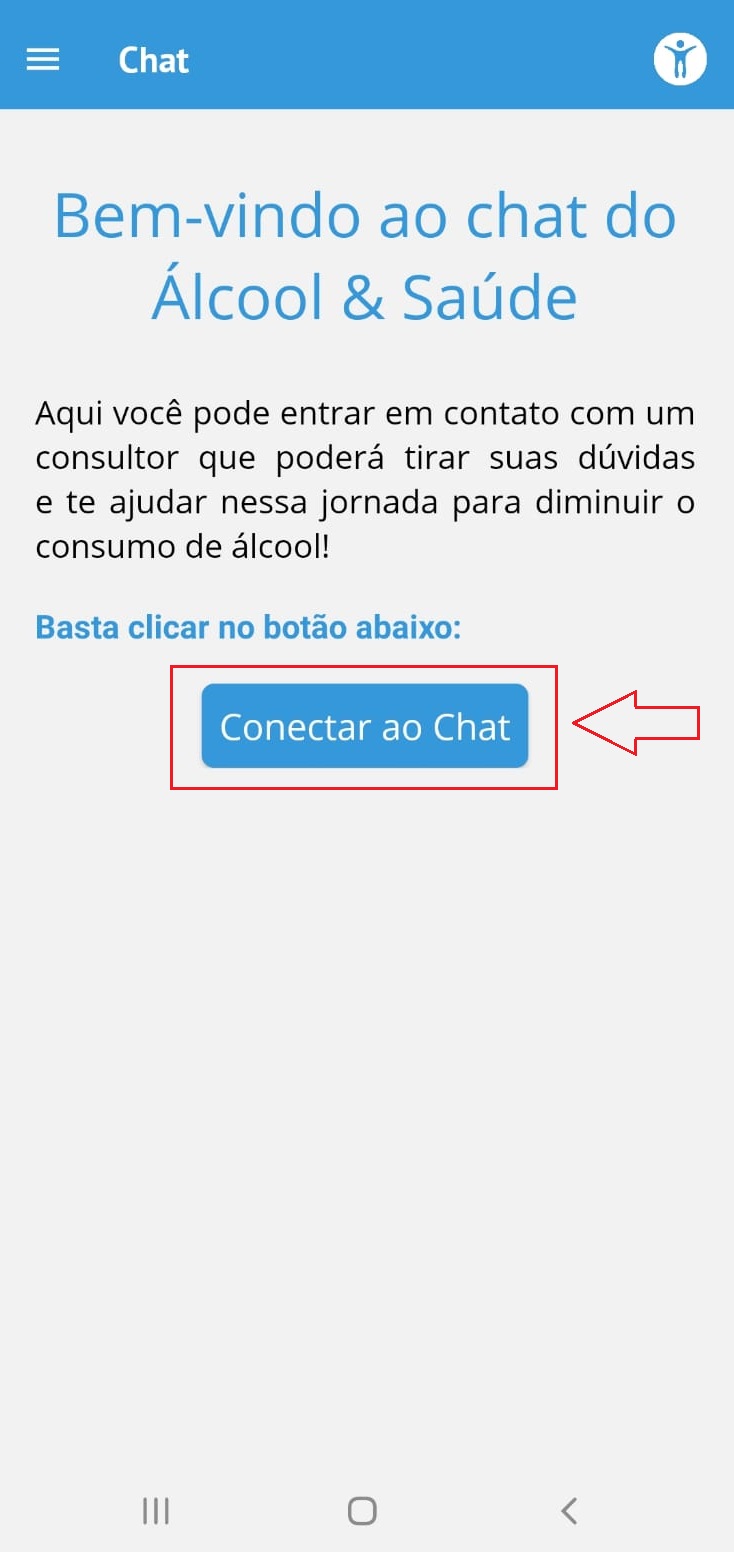 Chat
Bem-vindo ao chat do
Álcool & Saúde
Aqui você pode entrar em contato com um
consultor que poderá tirar suas dúvidas
e te ajudar nessa jornada para diminuir o
consumo de álcool!
Basta clicar no botão abaixo:
Conectar ao Chat